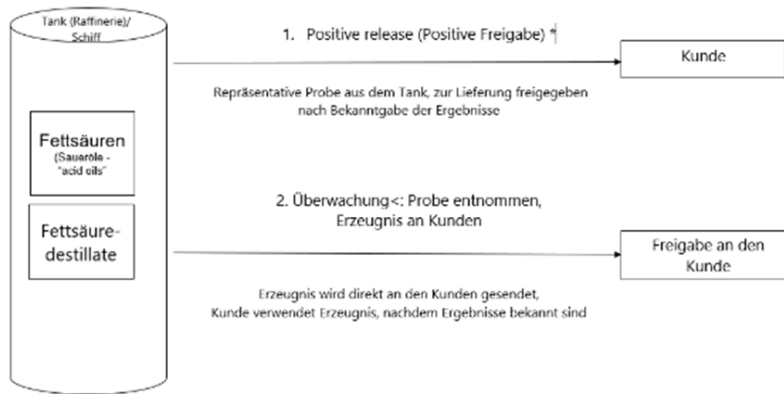 Tank (Raffinerie)/
Schiff
1. Positive release (Positive Freigabe) *
Kunde
Repräsentative Probe aus dem Tank, zur Lieferung freigegeben
nach Bekanntgabe der Ergebnisse
Fettsäuren
(Saueröle -
"acid oils"
2. Überwachung<: Probe entnommen,
Erzeugnis an Kunden
Fettsäure-
destillate
Freigabe an den
Kunde
Erzeugnis wird direkt an den Kunden gesendet,
Kunde verwendet Erzeugnis, nachdem Ergebnisse bekannt sind